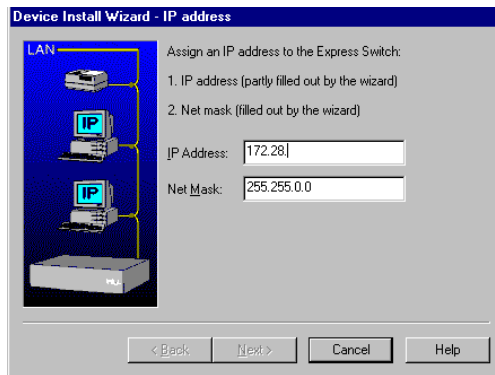 Device Install Wizard - IP address
LAN
Assign an IP address to the Express Switch:
1. IP address (partly filled out by the wizard)
2. Net mask (filled out by the wizard)
IP
IP Address: 172.28.
IP
Net Mask: 255.255.0.0
< Back Next > Cancel Help